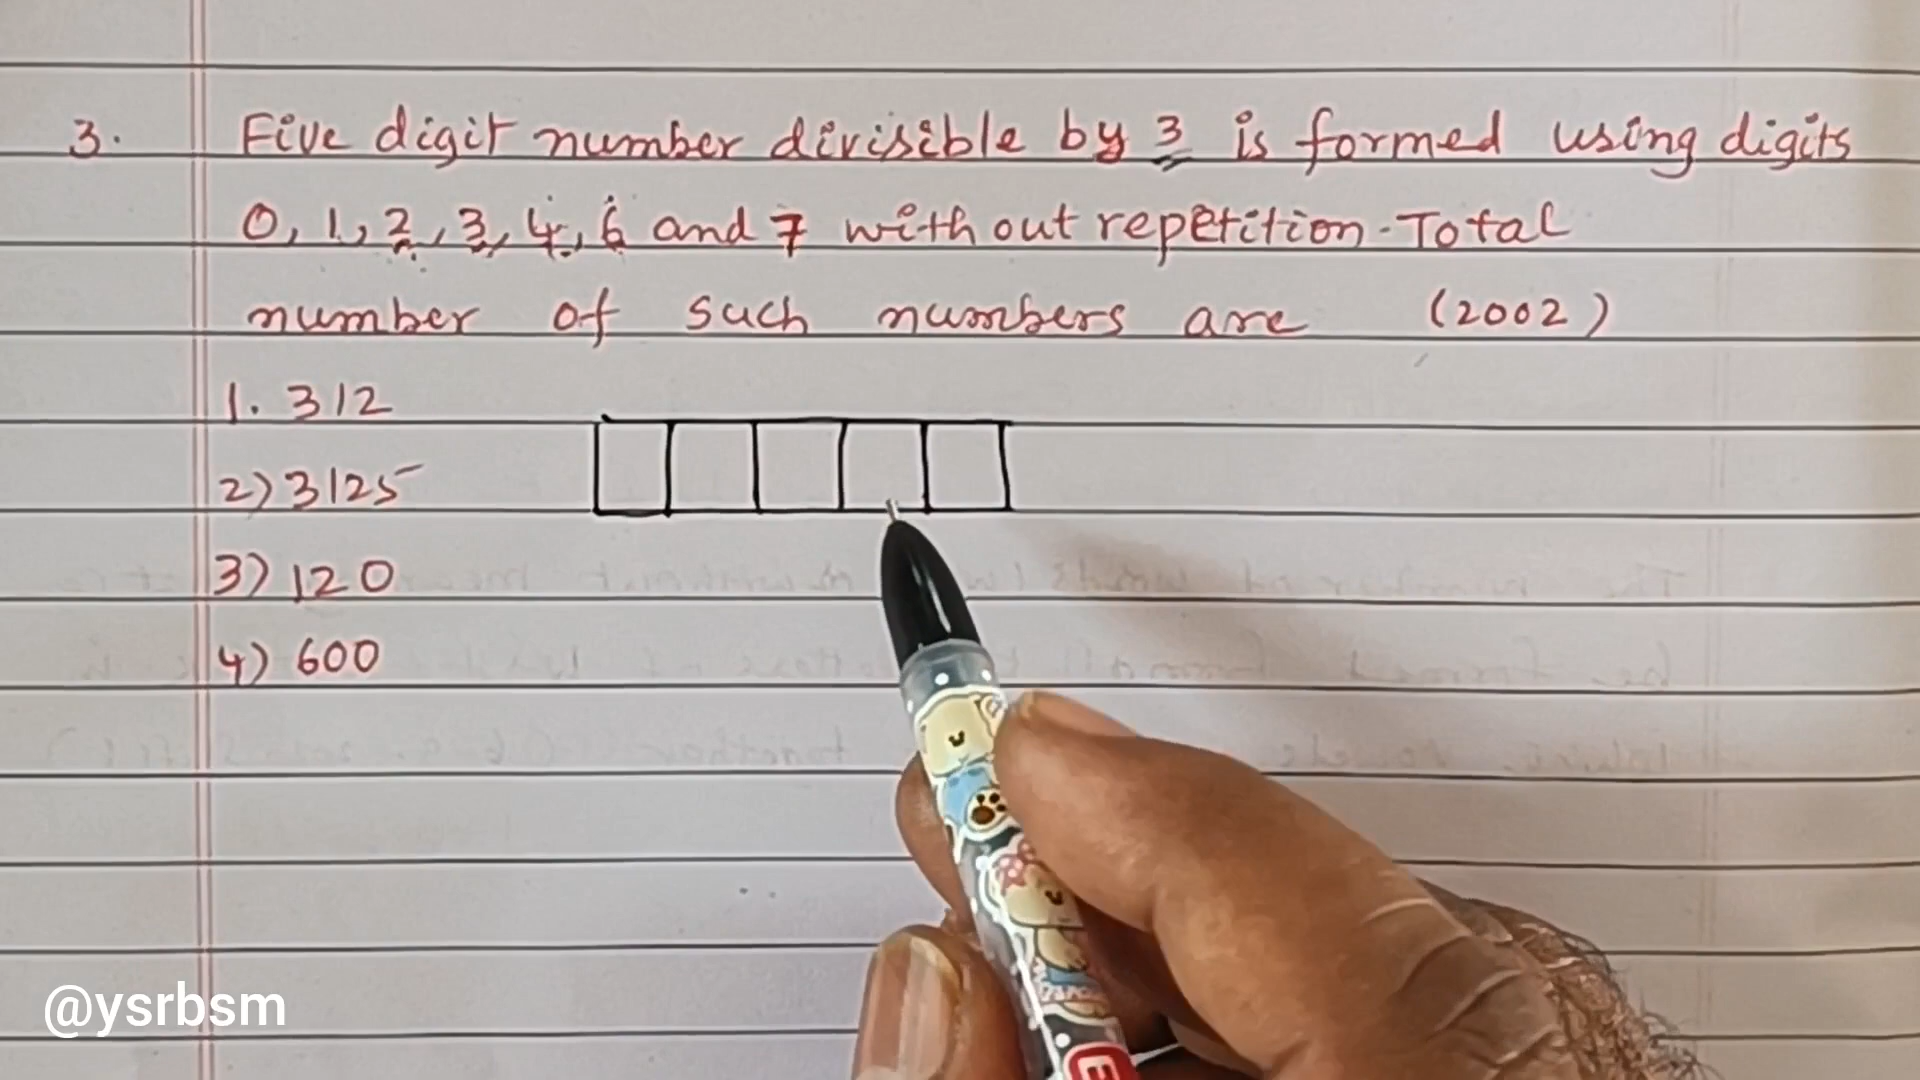 3. Five digit number divisible by 3 is formed using digits
0, 1, 2, 3, 4, 6 and 7 without repetition - Total
number of such numbers are (2002)
1. 312
2) 3125
3) 120
4) 600
@ysrbsm